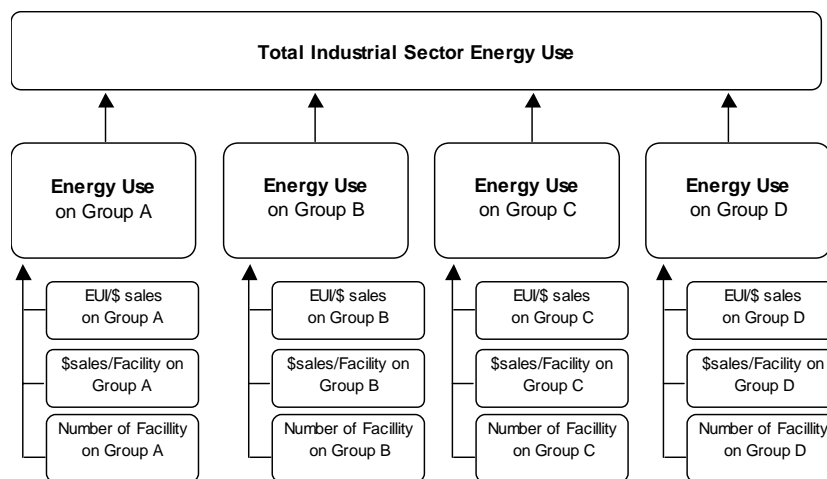 Total Industrial Sector Energy Use
Energy Use
on Group A
Energy Use
on Group B
Energy Use
on Group C
Energy Use
on Group D
EUI/$ sales
on Group A
EUI/$ sales
on Group B
EUI/$ sales
on Group C
EUI/$ sales
on Group D
$sales/Facility on
Group A
$sales/Facility on
Group B
$sales/Facility on
Group C
$sales/Facility on
Group D
Number of Facillity
on Group A
Number of Facillity
on Group B
Number of Facillity
on Group C
Number of Facillity
on Group D